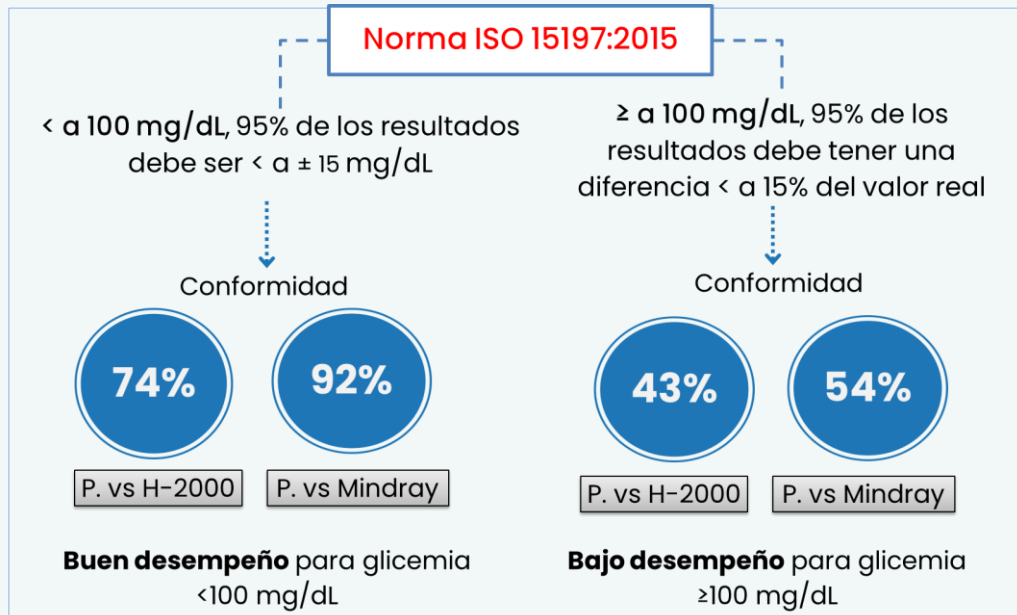 Norma ISO 15197:2015
< a 100 mg/dL, 95% de los resultados
debe ser < a ± 15 mg/dL
Conformidad
74%
92%
P. vs H-2000
P. vs Mindray
Buen desempeño para glicemia
<100 mg/dL
≥ a 100 mg/dL, 95% de los
resultados debe tener una
diferencia < a 15% del valor real
Conformidad
43%
54%
P. vs H-2000
P. vs Mindray
Bajo desempeño para glicemia
≥100 mg/dL